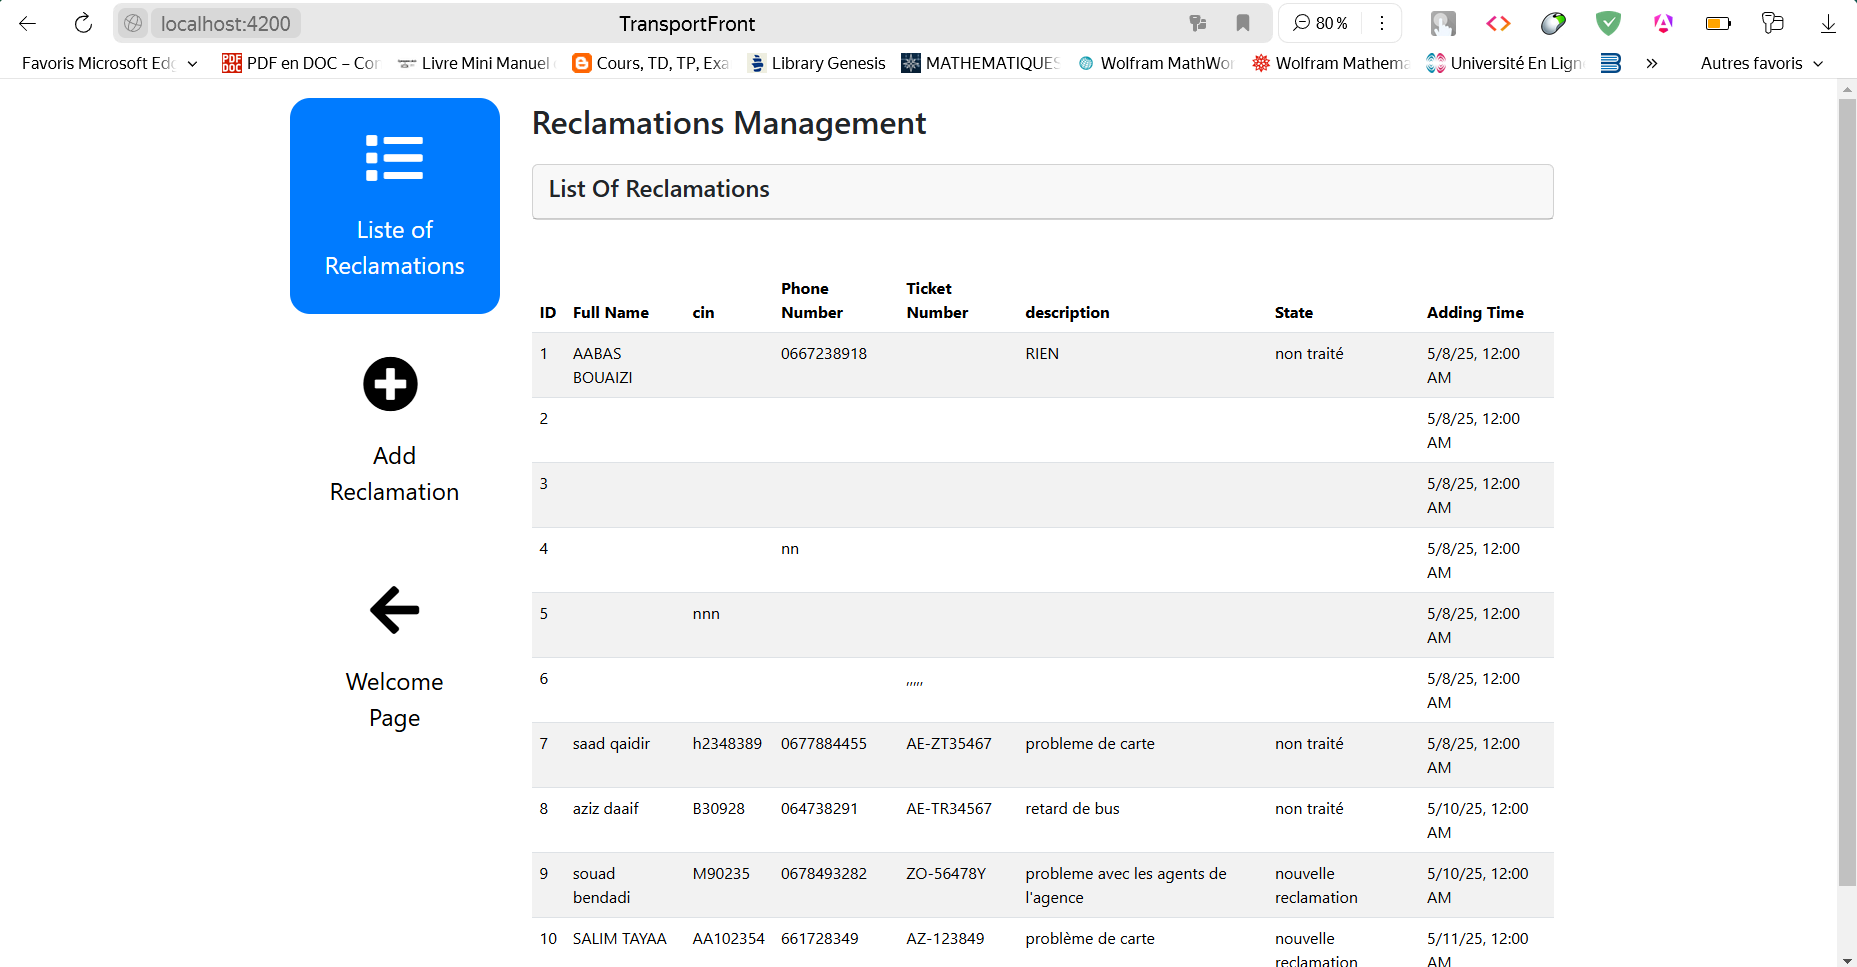 localhost:4200
TransportFront
80 %
Favoris Microsoft Edg
PDF en DOC – Con
Livre Mini Manuel
Cours, TD, TP, Exa
Library Genesis
MATHEMATIQUES
Wolfram MathWor
Wolfram Mathema
Université En Lign
Autres favoris
Liste of
Reclamations
Add
Reclamation
Welcome
Page
Reclamations Management
List Of Reclamations
ID Full Name cin Phone Number Ticket Number description State Adding Time
1 AABAS BOUAIZI 0667238918 RIEN non traité 5/8/25, 12:00 AM
2 5/8/25, 12:00 AM
3 5/8/25, 12:00 AM
4 nn 5/8/25, 12:00 AM
5 nnn 5/8/25, 12:00 AM
6 ,,,,, 5/8/25, 12:00 AM
7 saad qaidir h2348389 0677884455 AE-ZT35467 probleme de carte non traité 5/8/25, 12:00 AM
8 aziz daaif B30928 064738291 AE-TR34567 retard de bus non traité 5/10/25, 12:00 AM
9 souad bendadi M90235 0678493282 ZO-56478Y probleme avec les agents de l'agence nouvelle reclamation 5/10/25, 12:00 AM
10 SALIM TAYAA AA102354 661728349 AZ-123849 problème de carte nouvelle reclamation 5/11/25, 12:00 AM